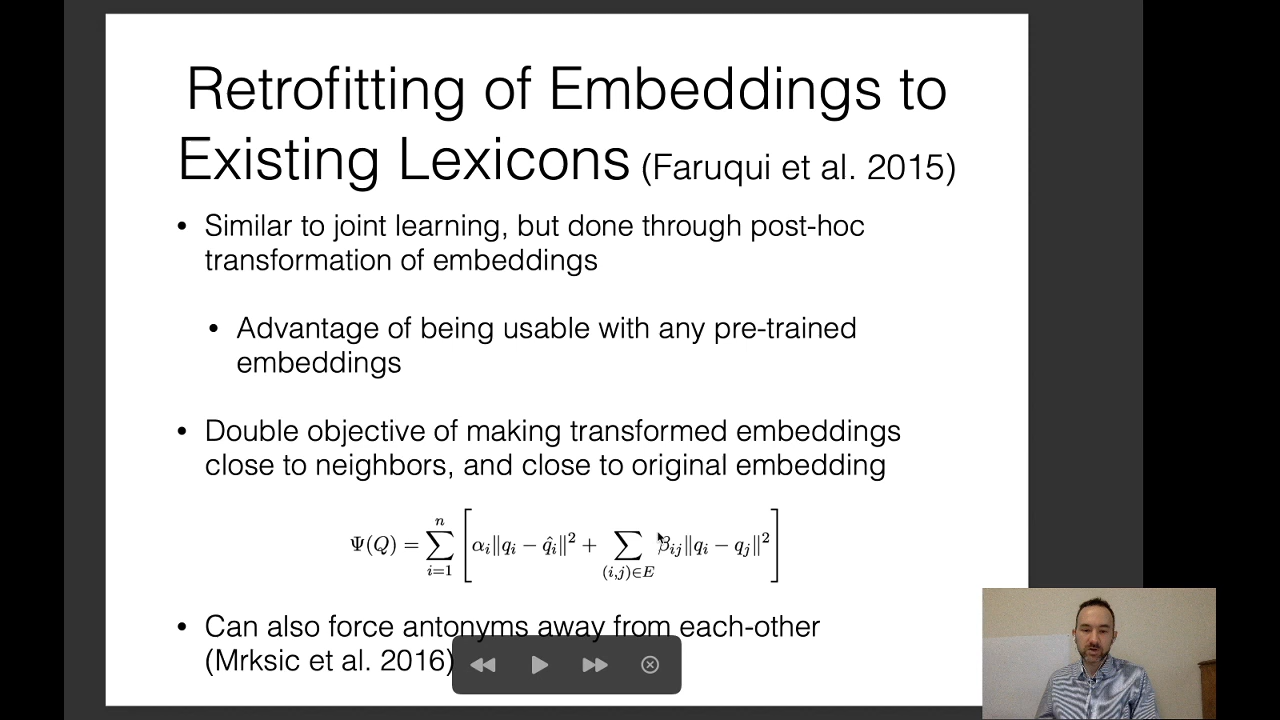 Retrofitting of Embeddings to
Existing Lexicons (Faruqui et al. 2015)
• Similar to joint learning, but done through post-hoc
transformation of embeddings
• Advantage of being usable with any pre-trained
embeddings
• Double objective of making transformed embeddings
close to neighbors, and close to original embedding
Ψ(Q) = ∑_{i=1}^{n} [ α_i‖q_i − q̂_i‖² + ∑_{(i,j)∈E} β_{ij}‖q_i − q_j‖² ]
• Can also force antonyms away from each-other
(Mrksic et al. 2016)